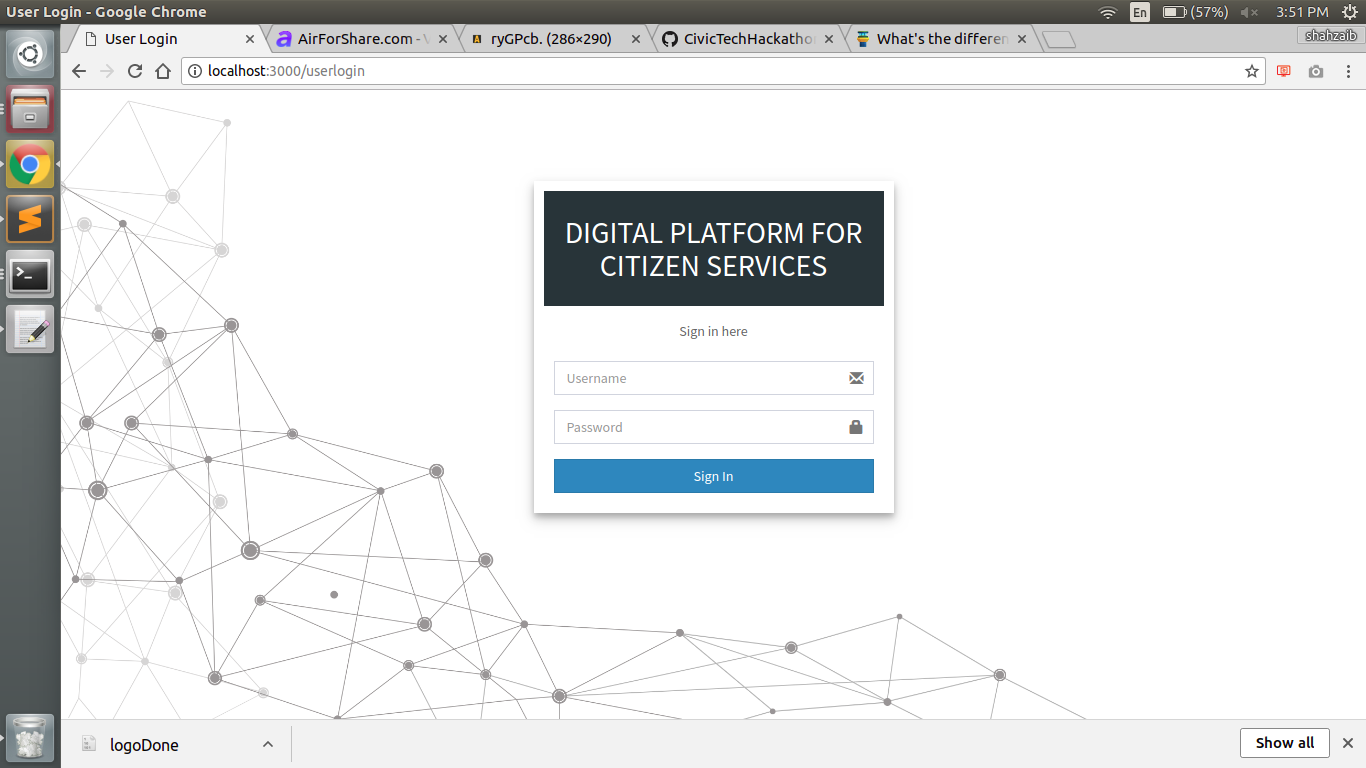 User Login - Google Chrome
En
(57%)
3:51 PM
User Login
AirForShare.com - V
ryGPcb. (286×290)
CivicTechHackatho
What's the differen
shahzaib
localhost:3000/userlogin
DIGITAL PLATFORM FOR
CITIZEN SERVICES
Sign in here
Username
Password
Sign In
logoDone
Show all